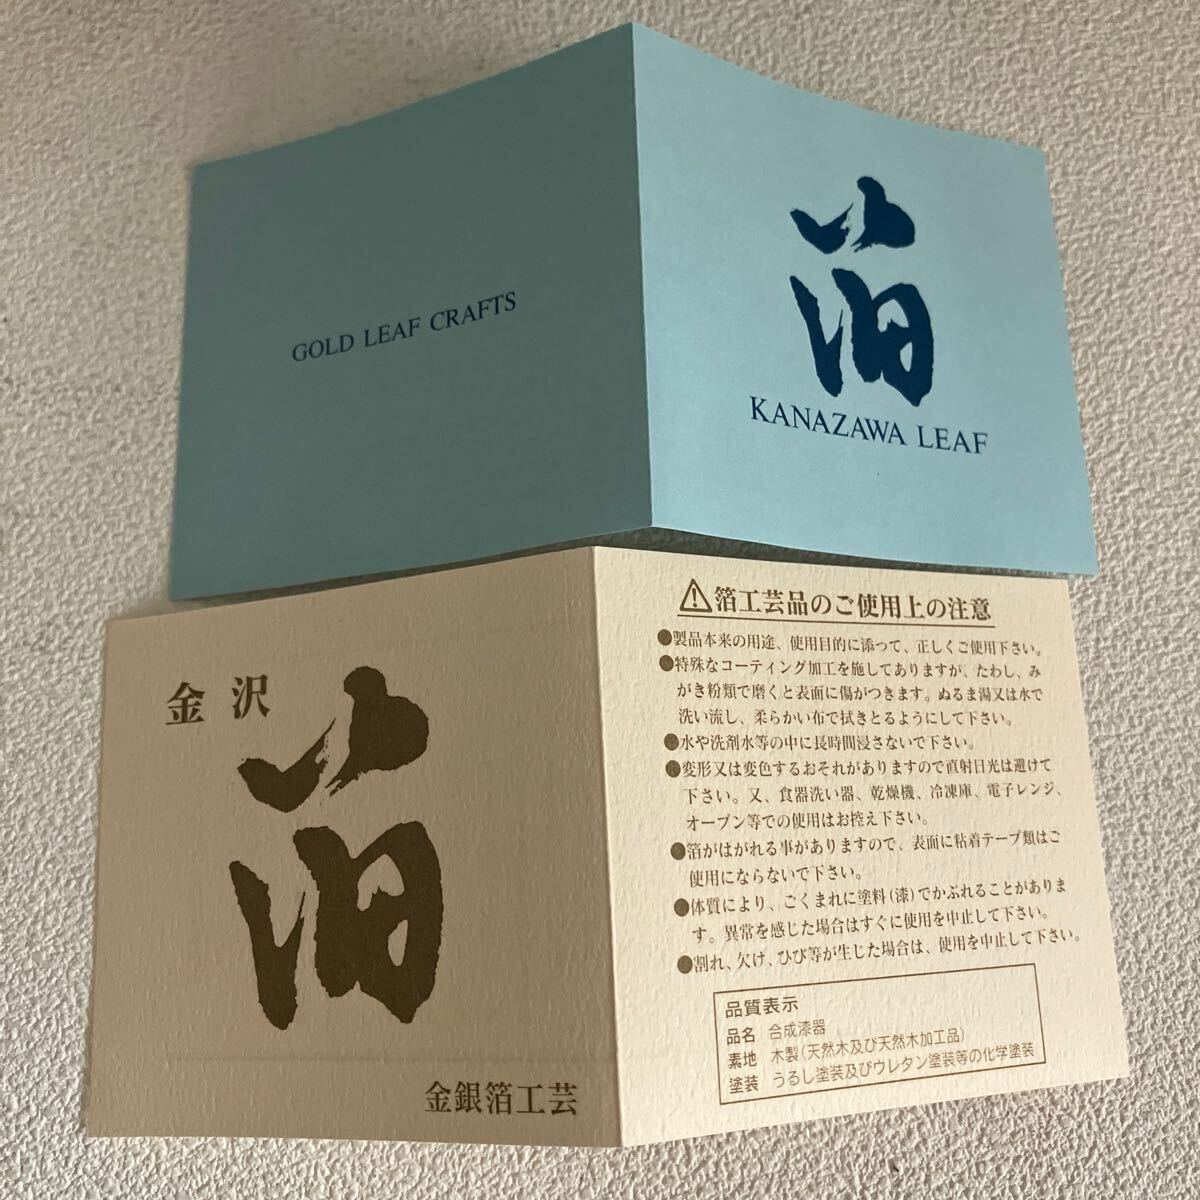 GOLD LEAF CRAFTS
箔
KANAZAWA LEAF
金沢
箔
金銀箔工芸
⚠箔工芸品のご使用上の注意
●製品本来の用途、使用目的に添って、正しくご使用下さい。
●特殊なコーティング加工を施してありますが、たわし、み
がき粉類で磨くと表面に傷がつきます。ぬるま湯又は水で
洗い流し、柔らかい布で拭きとるようにして下さい。
●水や洗剤水等の中に長時間浸さないで下さい。
●変形又は変色するおそれがありますので直射日光は避けて
下さい。又、食器洗い器、乾燥機、冷凍庫、電子レンジ、
オーブン等での使用はお控え下さい。
●箔がはがれる事がありますので、表面に粘着テープ類はご
使用にならないで下さい。
●体質により、ごくまれに塗料(漆)でかぶれることがありま
す。異常を感じた場合はすぐに使用を中止して下さい。
●割れ、欠け、ひび等が生じた場合は、使用を中止して下さい。
品質表示
品名 合成漆器
素地 木製(天然木及び天然木加工品)
塗装 うるし塗装及びウレタン塗装等の化学塗装